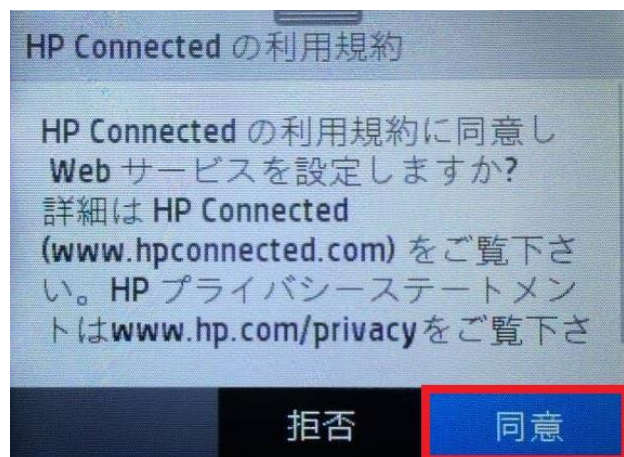 HP Connected の利用規約
HP Connected の利用規約に同意し
Web サービスを設定しますか?
詳細は HP Connected
(www.hpconnected.com) をご覧下さ
い。HP プライバシーステートメン
トはwww.hp.com/privacyをご覧下さ
拒否
同意